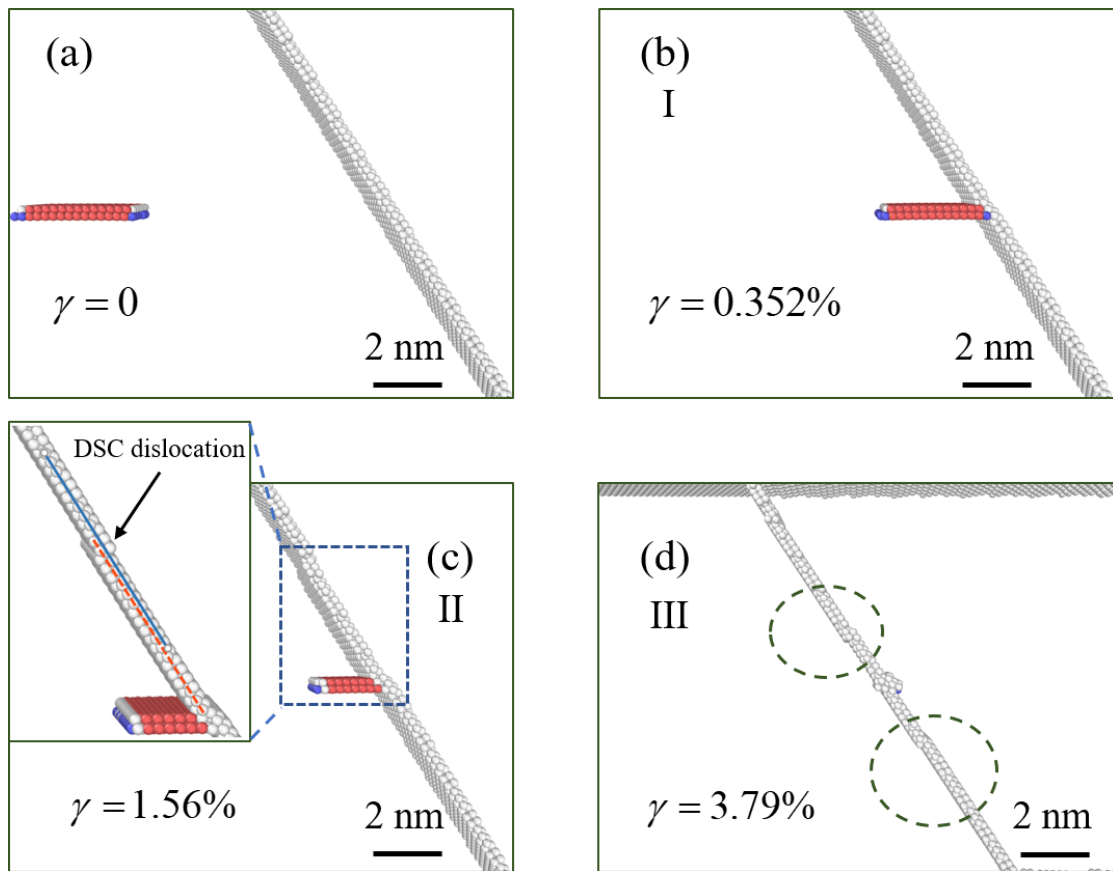 (a)
γ = 0
2 nm
(b)
I
γ = 0.352%
2 nm
DSC dislocation
(c)
II
γ = 1.56%
2 nm
(d)
III
γ = 3.79%
2 nm